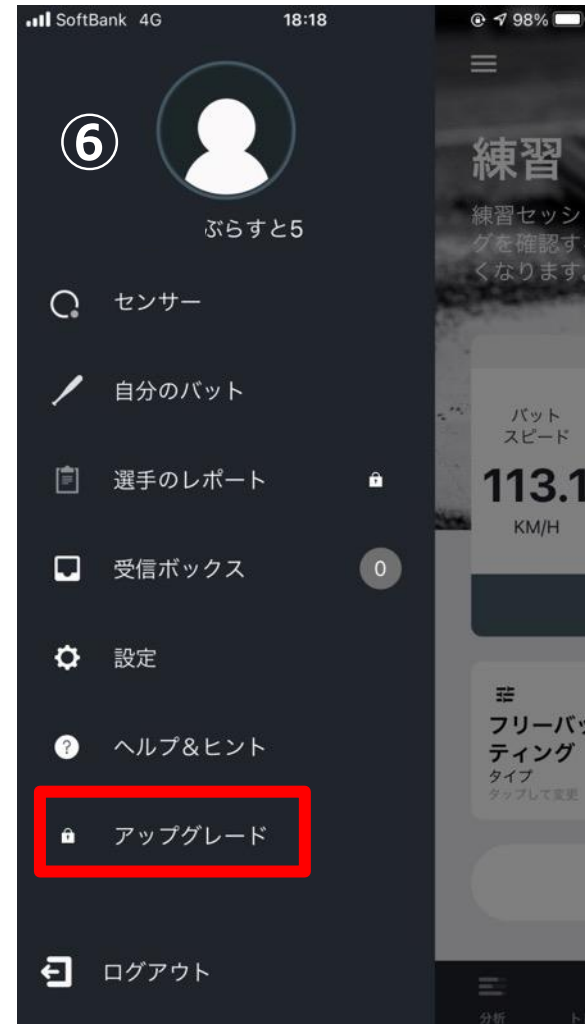 SoftBank 4G 18:18 98%
⑥
ぶらすと5
センサー
自分のバット
選手のレポート
受信ボックス 0
設定
ヘルプ&ヒント
アップグレード
ログアウト
練習
練習セッシ
グを確認す
くなります。
バット
スピード
113.1
KM/H
フリーバッ
ティング
タイプ
タップして変更
分析 ト